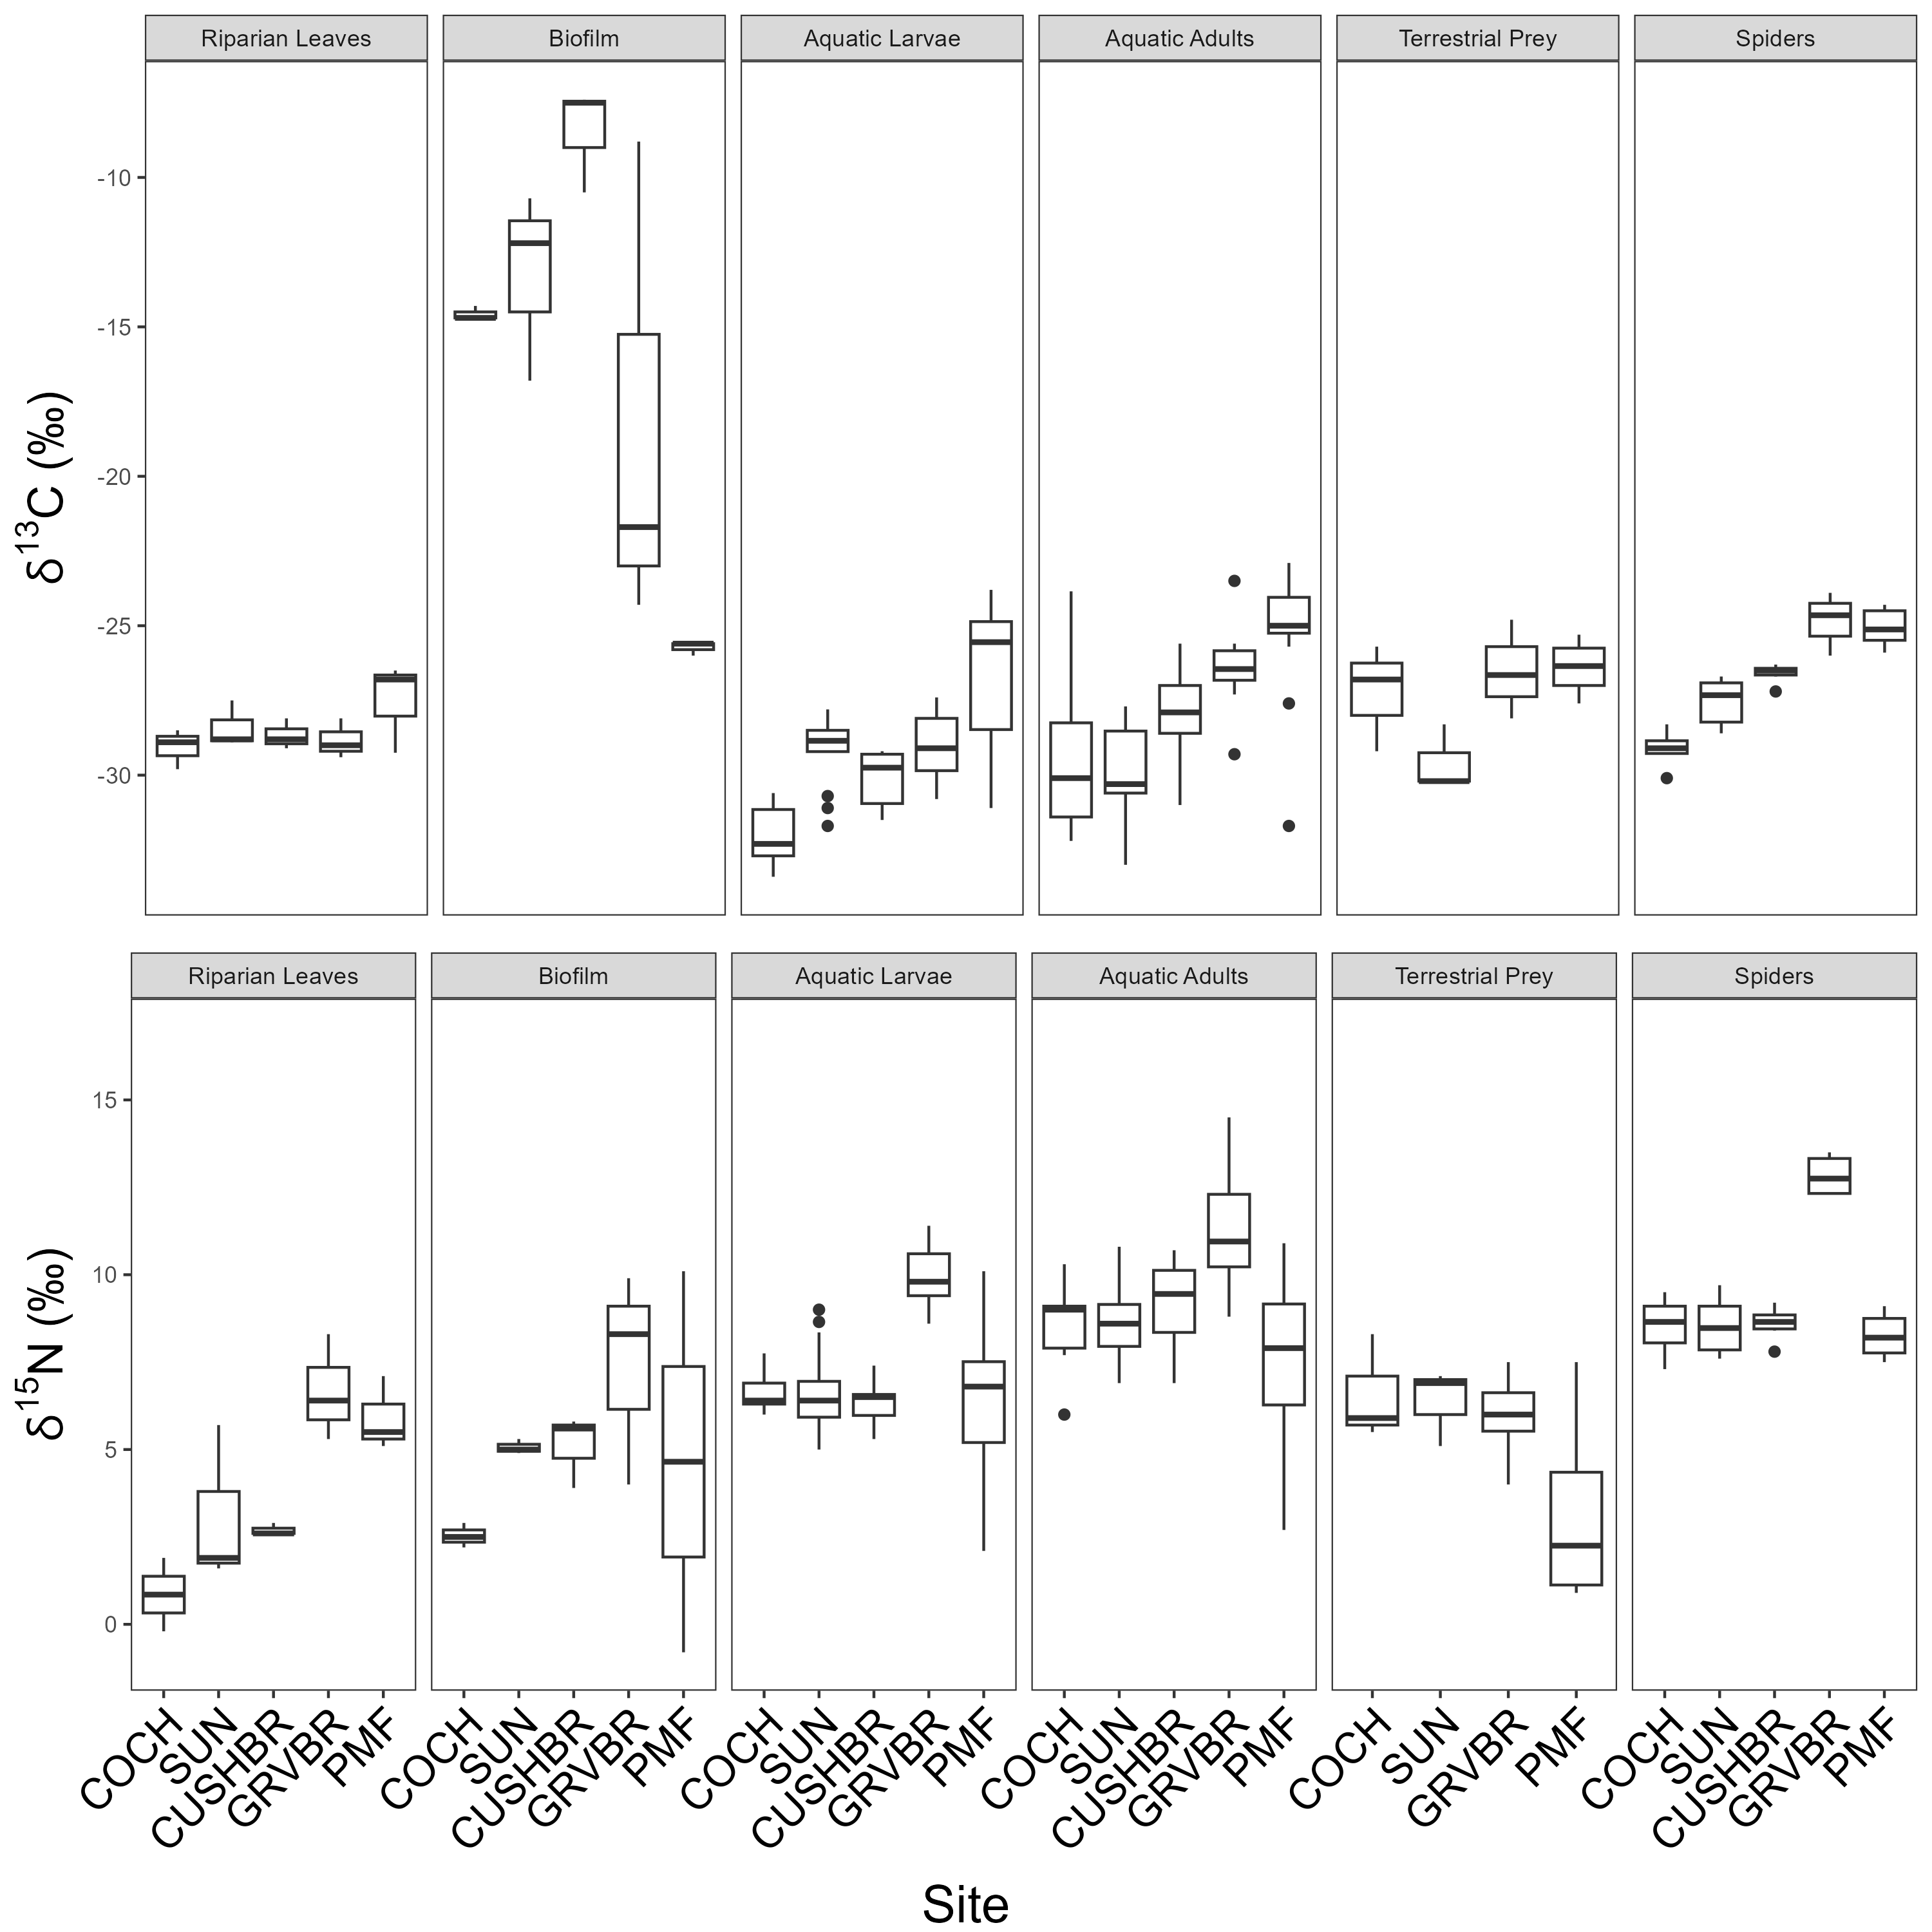 Riparian Leaves Biofilm Aquatic Larvae Aquatic Adults Terrestrial Prey Spiders
δ¹³C (‰)
-10
-15
-20
-25
-30
Riparian Leaves Biofilm Aquatic Larvae Aquatic Adults Terrestrial Prey Spiders
δ¹⁵N (‰)
15
10
5
0
COCH SUN CUSHBR GRVBR PMF COCH SUN CUSHBR GRVBR PMF COCH SUN CUSHBR GRVBR PMF COCH SUN CUSHBR GRVBR PMF COCH SUN GRVBR PMF COCH SUN CUSHBR GRVBR PMF
Site